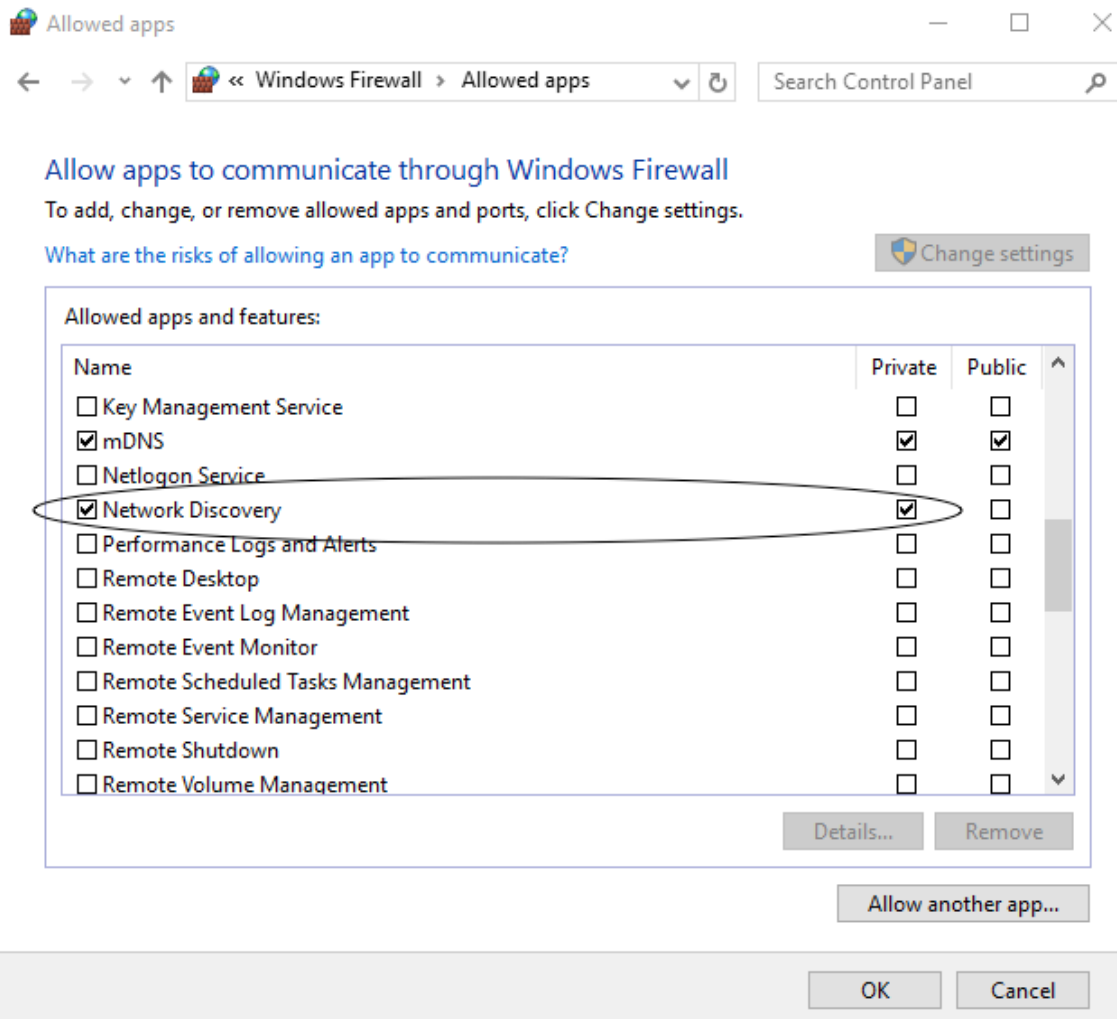 Allowed apps
« Windows Firewall › Allowed apps
Search Control Panel
Allow apps to communicate through Windows Firewall
To add, change, or remove allowed apps and ports, click Change settings.
What are the risks of allowing an app to communicate?
Change settings
Allowed apps and features:
Name Private Public
Key Management Service
mDNS
Netlogon Service
Network Discovery
Performance Logs and Alerts
Remote Desktop
Remote Event Log Management
Remote Event Monitor
Remote Scheduled Tasks Management
Remote Service Management
Remote Shutdown
Remote Volume Management
Details... Remove
Allow another app...
OK Cancel